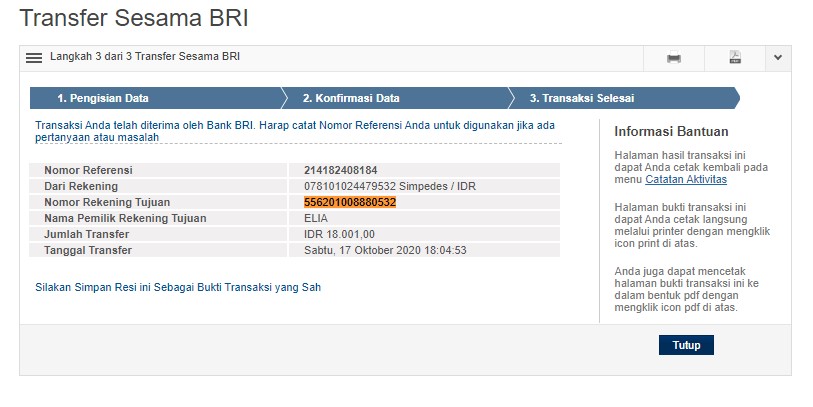 Transfer Sesama BRI
Langkah 3 dari 3 Transfer Sesama BRI
1. Pengisian Data
2. Konfirmasi Data
3. Transaksi Selesai
Transaksi Anda telah diterima oleh Bank BRI. Harap catat Nomor Referensi Anda untuk digunakan jika ada
pertanyaan atau masalah
Nomor Referensi 214182408184
Dari Rekening 078101024479532 Simpedes / IDR
Nomor Rekening Tujuan 556201008880532
Nama Pemilik Rekening Tujuan ELIA
Jumlah Transfer IDR 18.001,00
Tanggal Transfer Sabtu, 17 Oktober 2020 18:04:53
Silakan Simpan Resi ini Sebagai Bukti Transaksi yang Sah
Informasi Bantuan
Halaman hasil transaksi ini
dapat Anda cetak kembali pada
menu Catatan Aktivitas
Halaman bukti transaksi ini
dapat Anda cetak langsung
melalui printer dengan mengklik
icon print di atas.
Anda juga dapat mencetak
halaman bukti transaksi ini ke
dalam bentuk pdf dengan
mengklik icon pdf di atas.
Tutup